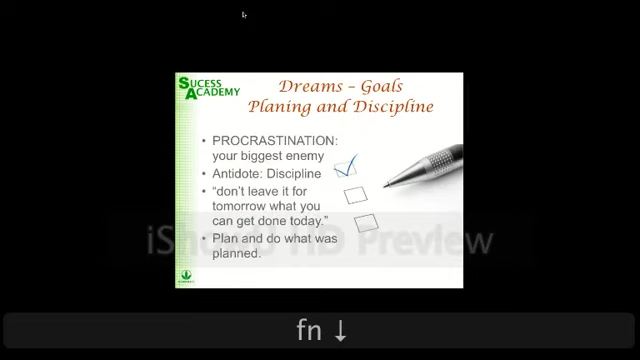 SUCESS
ACADEMY
Dreams – Goals
Planing and Discipline
• PROCRASTINATION:
your biggest enemy
• Antidote: Discipline
• “don’t leave it for
tomorrow what you
can get done today.”
• Plan and do what was
planned.
iShowU HD Preview
fn ↓